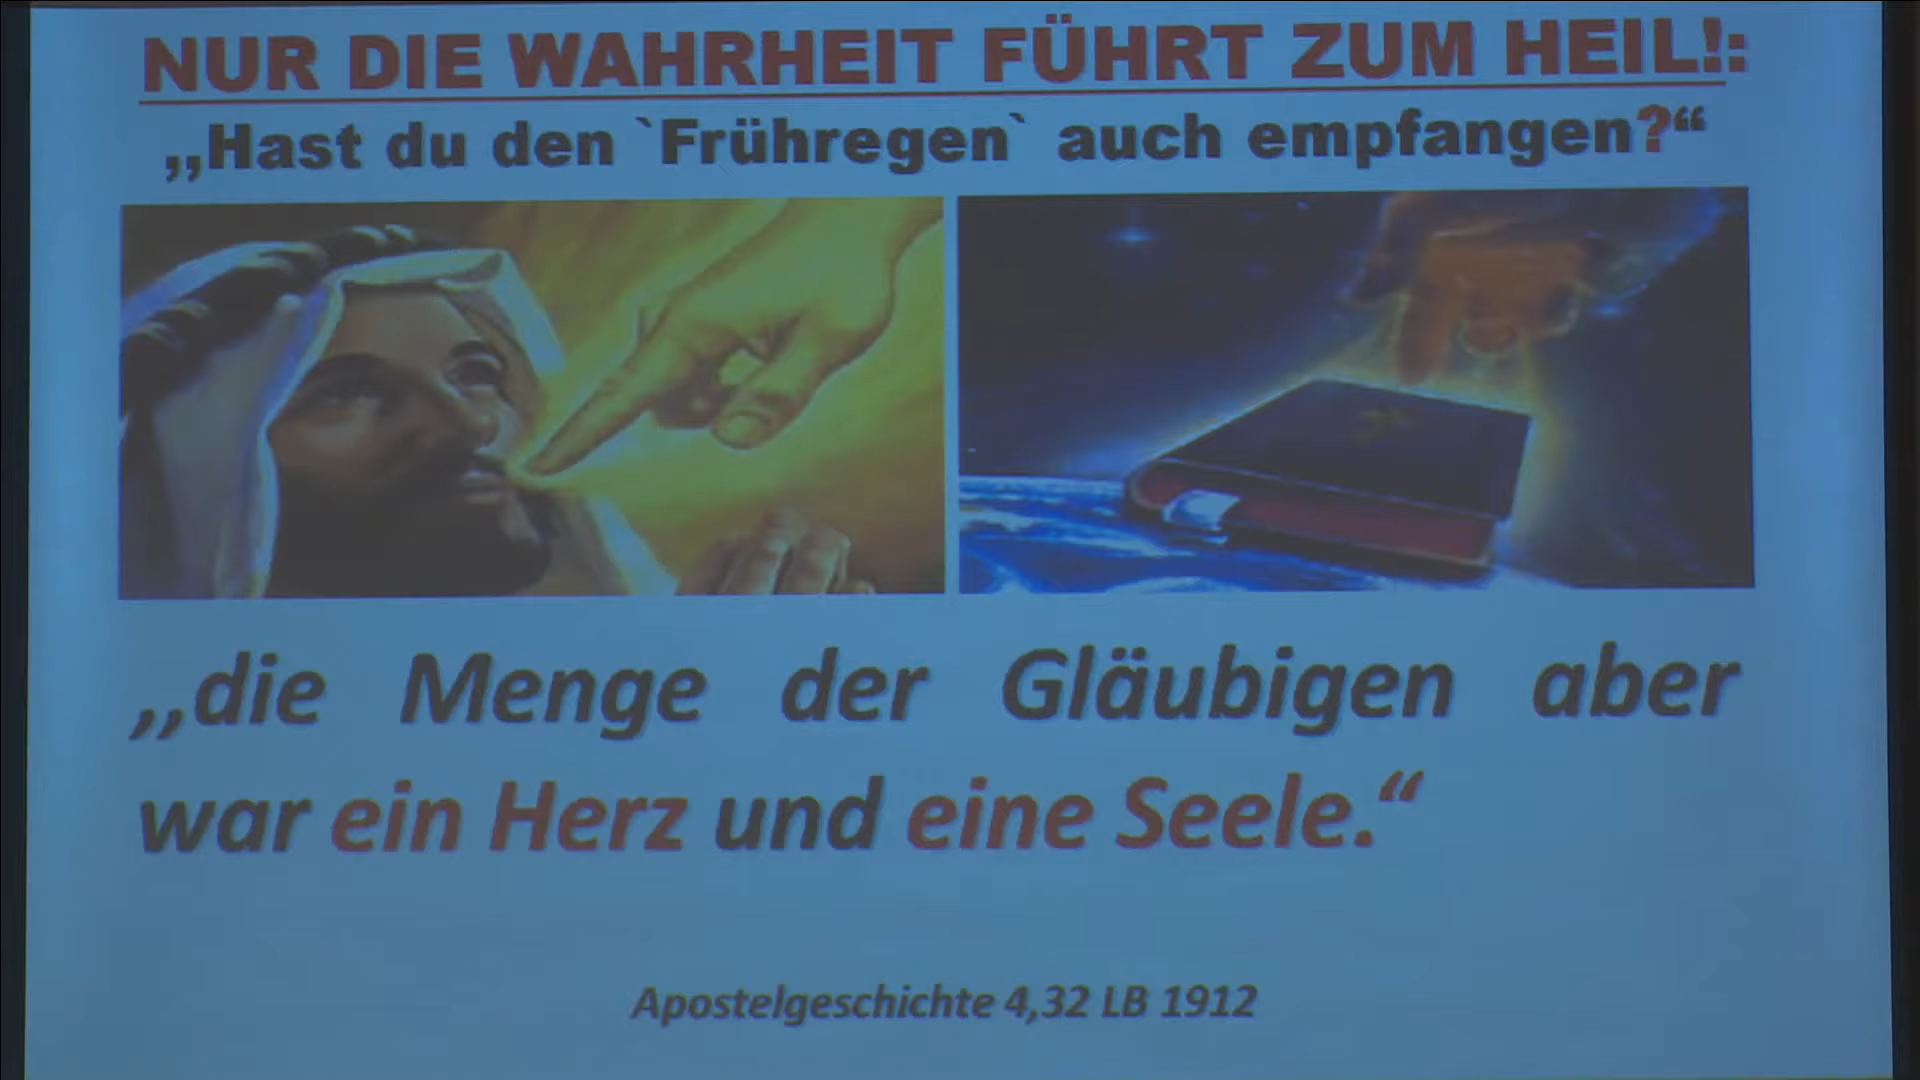 NUR DIE WAHRHEIT FÜHRT ZUM HEIL!:
,,Hast du den `Frühregen` auch empfangen?“
,,die Menge der Gläubigen aber
war ein Herz und eine Seele.“
Apostelgeschichte 4,32 LB 1912